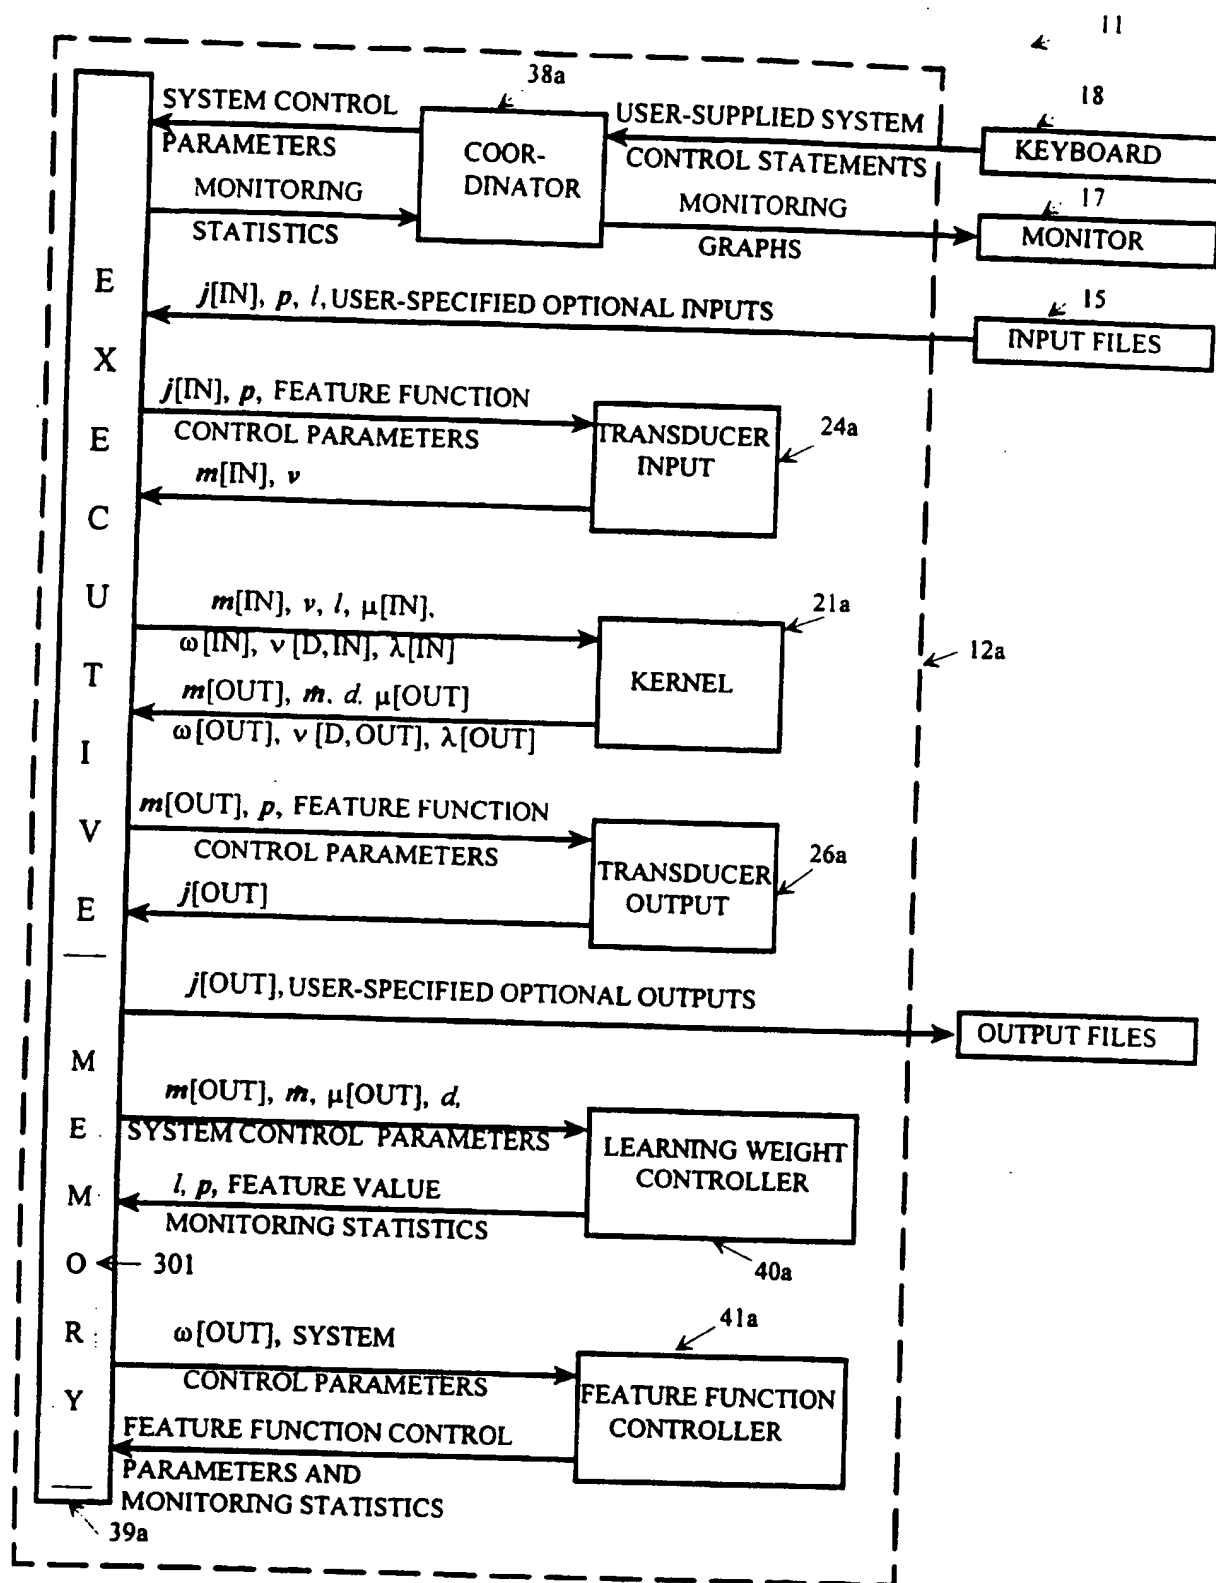 11
38a
SYSTEM CONTROL
PARAMETERS
COOR-
DINATOR
USER-SUPPLIED SYSTEM
CONTROL STATEMENTS
18
KEYBOARD
MONITORING
STATISTICS
MONITORING
GRAPHS
17
MONITOR
j[IN], p, l, USER-SPECIFIED OPTIONAL INPUTS
15
INPUT FILES
j[IN], p, FEATURE FUNCTION
CONTROL PARAMETERS
TRANSDUCER
INPUT
24a
m[IN], v
m[IN], v, l, μ[IN],
ω[IN], ν[D,IN], λ[IN]
KERNEL
21a
12a
m[OUT], ṁ, d, μ[OUT]
ω[OUT], ν[D,OUT], λ[OUT]
m[OUT], p, FEATURE FUNCTION
CONTROL PARAMETERS
TRANSDUCER
OUTPUT
26a
j[OUT]
j[OUT], USER-SPECIFIED OPTIONAL OUTPUTS
OUTPUT FILES
m[OUT], ṁ, μ[OUT], d,
SYSTEM CONTROL PARAMETERS
LEARNING WEIGHT
CONTROLLER
l, p, FEATURE VALUE
MONITORING STATISTICS
40a
301
ω[OUT], SYSTEM
CONTROL PARAMETERS
41a
FEATURE FUNCTION
CONTROLLER
FEATURE FUNCTION CONTROL
PARAMETERS AND
MONITORING STATISTICS
EXECUTIVE MEMORY
39a